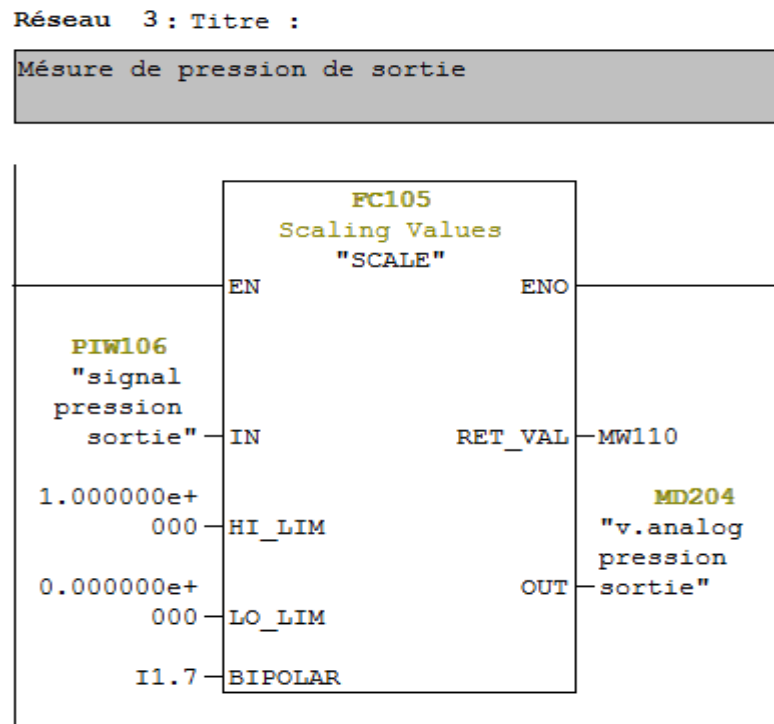 Réseau 3 : Titre :
Mésure de pression de sortie
FC105
Scaling Values
"SCALE"
EN
ENO
PIW106
"signal
pression
sortie"
IN
RET_VAL
MW110
1.000000e+
000
HI_LIM
MD204
"v.analog
pression
sortie"
OUT
0.000000e+
000
LO_LIM
I1.7
BIPOLAR